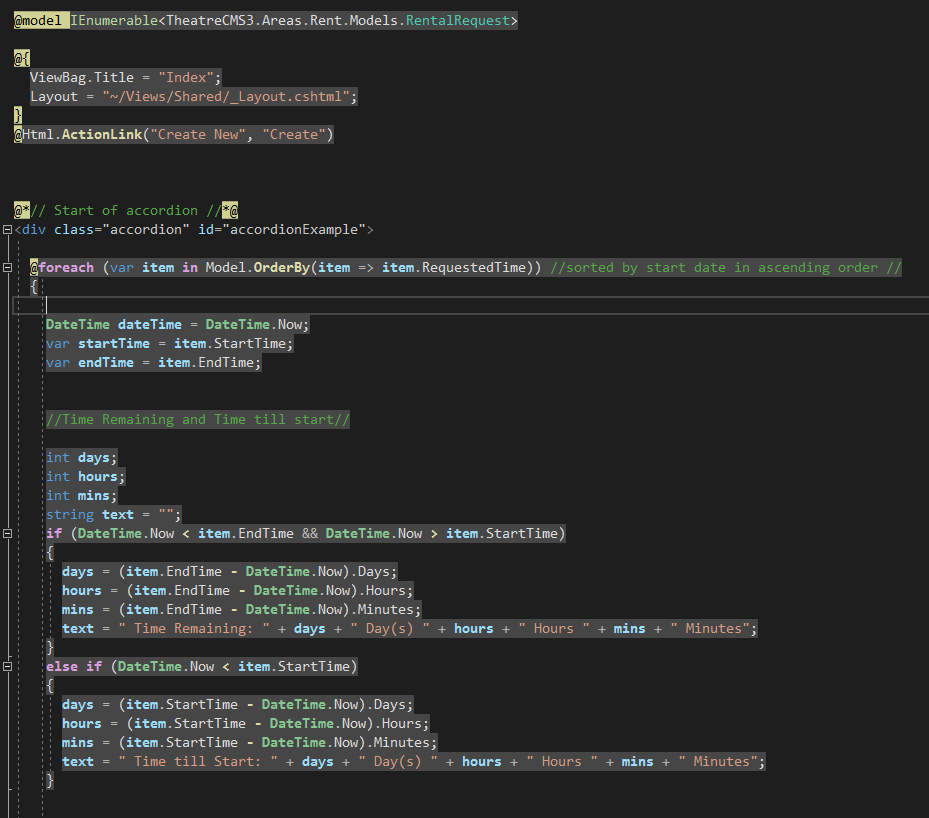 @model IEnumerable<TheatreCMS3.Areas.Rent.Models.RentalRequest>
@{
ViewBag.Title = "Index";
Layout = "~/Views/Shared/_Layout.cshtml";
}
@Html.ActionLink("Create New", "Create")
@*// Start of accordion //*@
<div class="accordion" id="accordionExample">
@foreach (var item in Model.OrderBy(item => item.RequestedTime)) //sorted by start date in ascending order //
{
DateTime dateTime = DateTime.Now;
var startTime = item.StartTime;
var endTime = item.EndTime;
//Time Remaining and Time till start//
int days;
int hours;
int mins;
string text = "";
if (DateTime.Now < item.EndTime && DateTime.Now > item.StartTime)
{
days = (item.EndTime - DateTime.Now).Days;
hours = (item.EndTime - DateTime.Now).Hours;
mins = (item.EndTime - DateTime.Now).Minutes;
text = " Time Remaining: " + days + " Day(s) " + hours + " Hours " + mins + " Minutes";
}
else if (DateTime.Now < item.StartTime)
{
days = (item.StartTime - DateTime.Now).Days;
hours = (item.StartTime - DateTime.Now).Hours;
mins = (item.StartTime - DateTime.Now).Minutes;
text = " Time till Start: " + days + " Day(s) " + hours + " Hours " + mins + " Minutes";
}